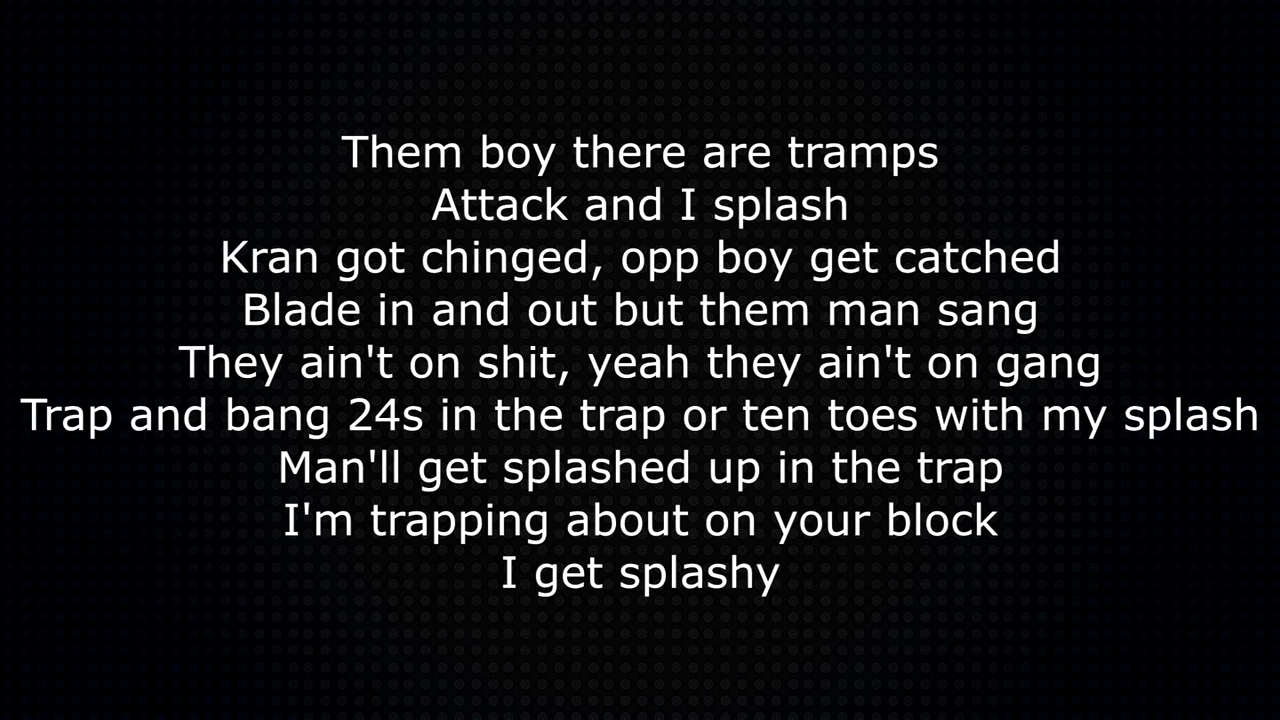 Them boy there are tramps
Attack and I splash
Kran got chinged, opp boy get catched
Blade in and out but them man sang
They ain't on shit, yeah they ain't on gang
Trap and bang 24s in the trap or ten toes with my splash
Man'll get splashed up in the trap
I'm trapping about on your block
I get splashy